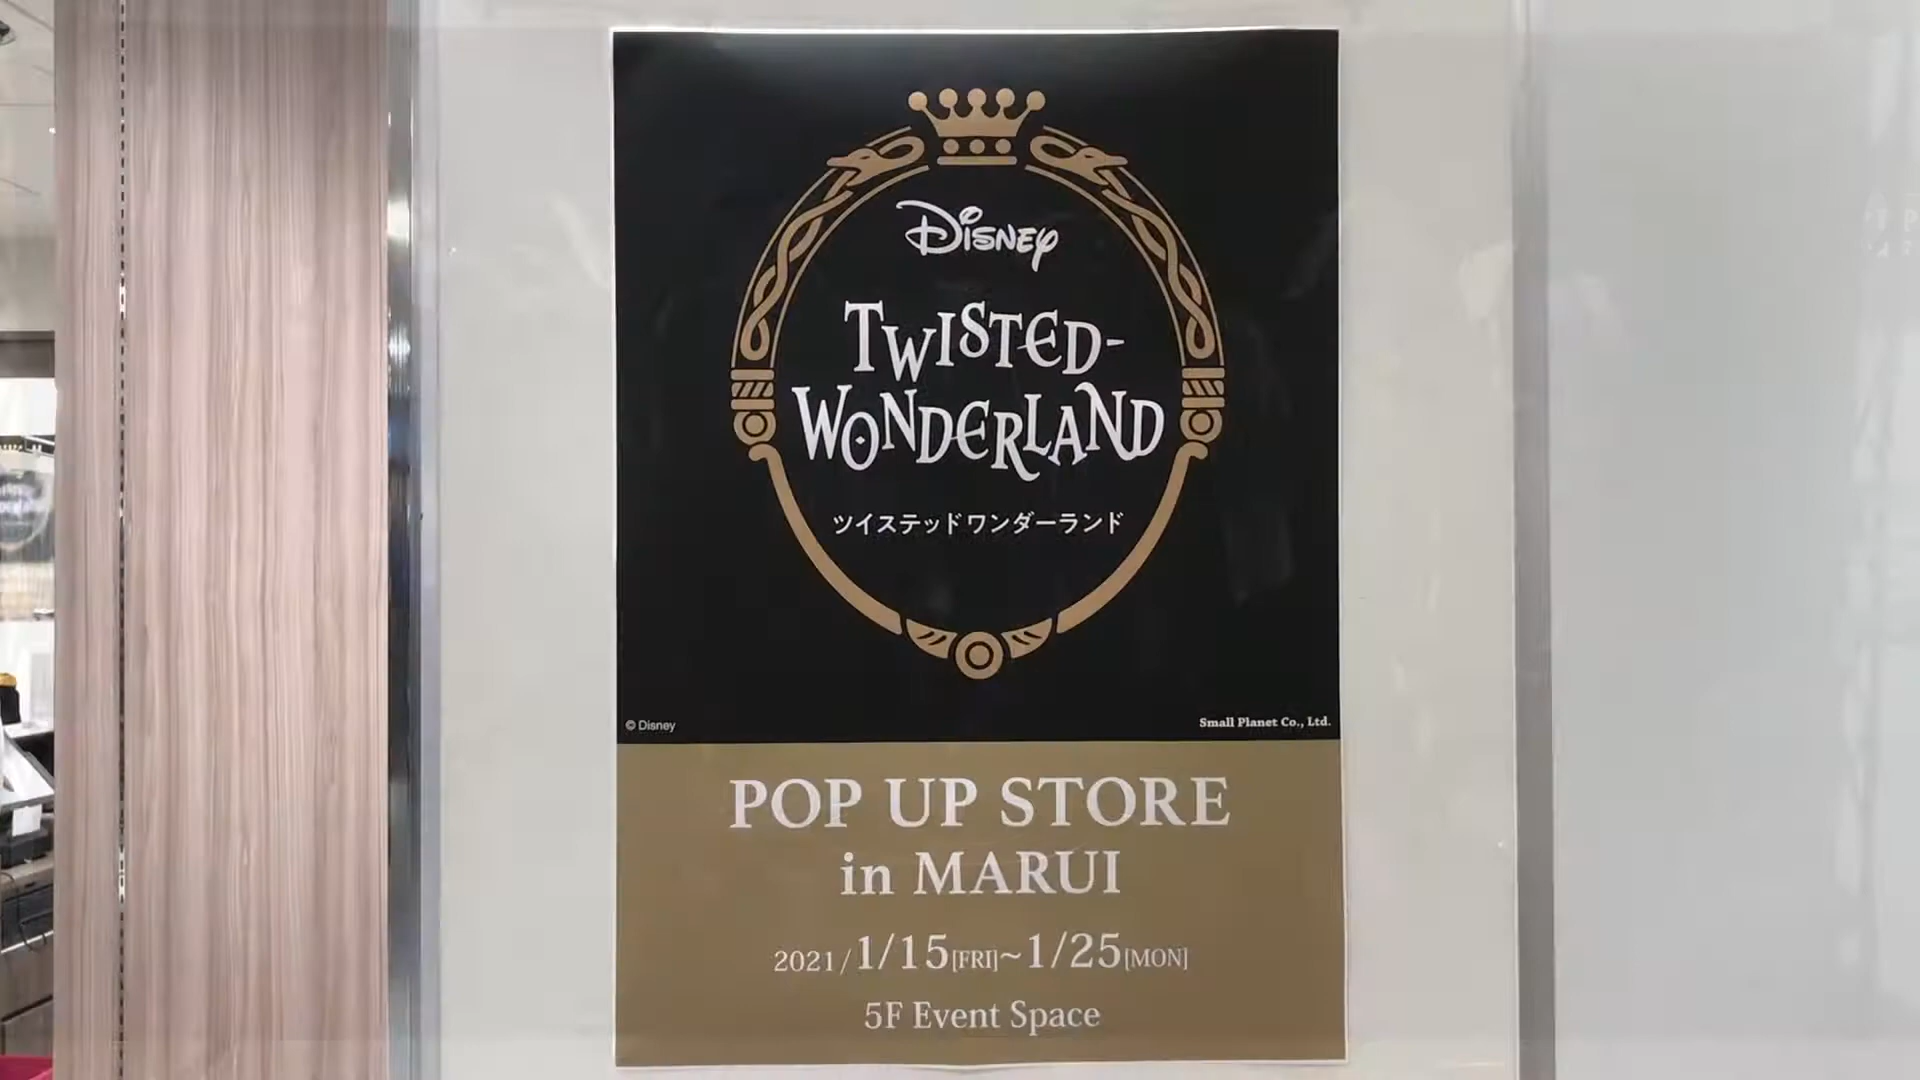 Disney
TWISTED-
WONDERLAND
ツイステッドワンダーランド
© Disney
Small Planet Co., Ltd.
POP UP STORE
in MARUI
2021/1/15[FRI]~1/25[MON]
5F Event Space